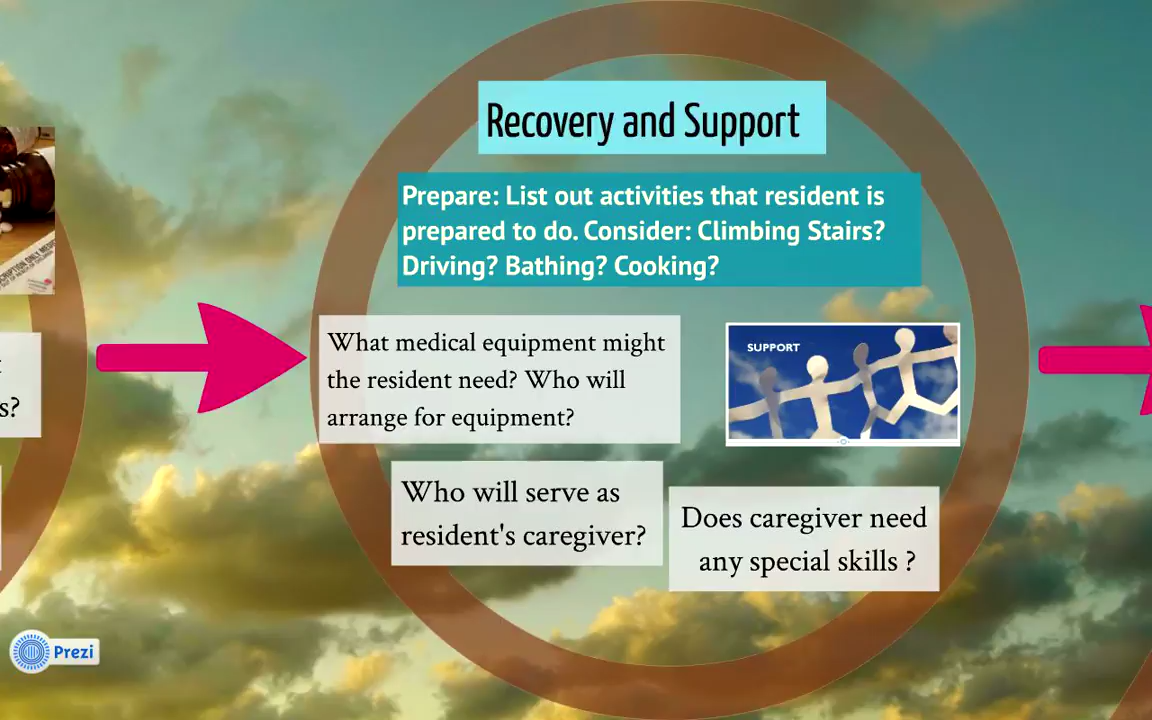 Recovery and Support
Prepare: List out activities that resident is
prepared to do. Consider: Climbing Stairs?
Driving? Bathing? Cooking?
What medical equipment might
the resident need? Who will
arrange for equipment?
SUPPORT
Who will serve as
resident's caregiver?
Does caregiver need
any special skills ?
s?
Prezi